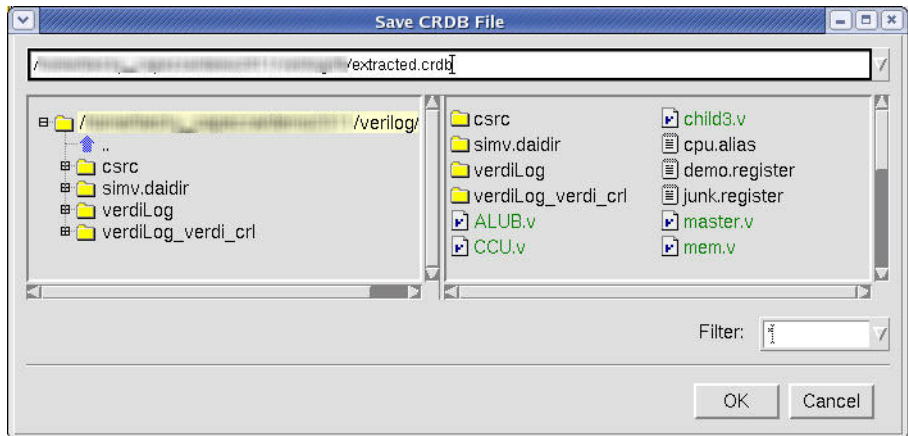 Save CRDB File
/ /extracted.crdb
/ /verilog/
..
csrc
simv.daidir
verdiLog
verdiLog_verdi_crl
csrc
simv.daidir
verdiLog
verdiLog_verdi_crl
ALUB.v
CCU.v
child3.v
cpu.alias
demo.register
junk.register
master.v
mem.v
Filter: *
OK Cancel